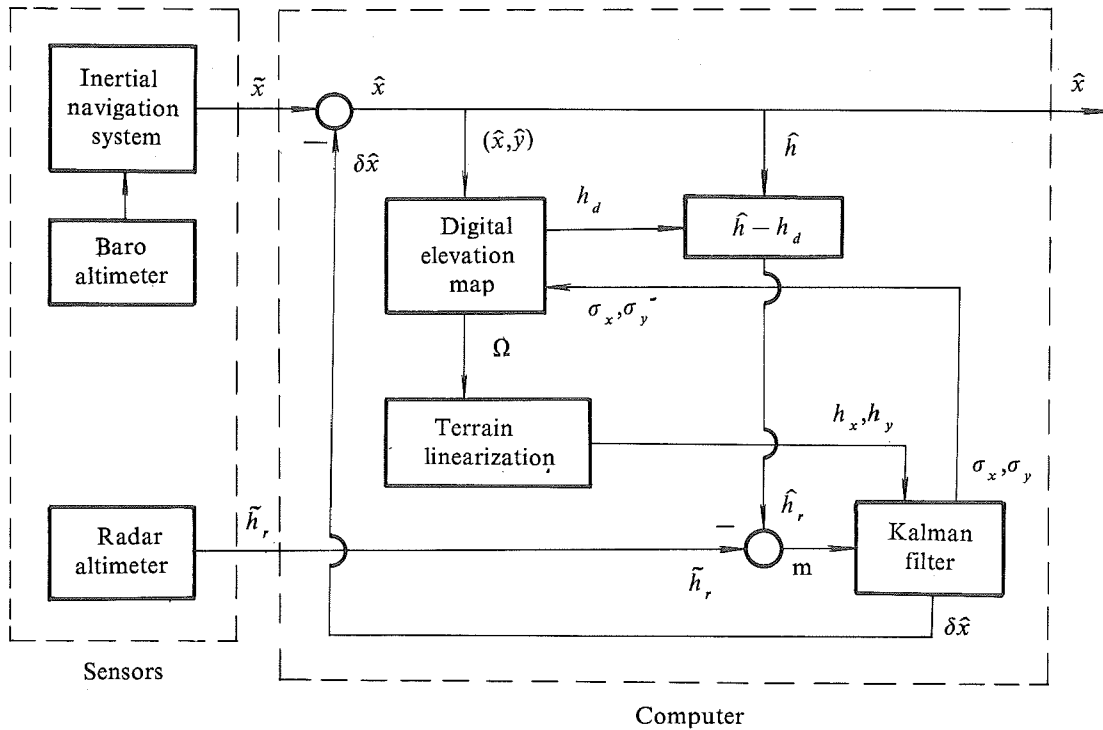 Inertial
navigation
system
x̃
x̂
x̂
−
δx̂
(x̂,ŷ)
ĥ
Baro
altimeter
Digital
elevation
map
h_d
ĥ − h_d
σ_x,σ_y
Ω
Terrain
linearization
h_x,h_y
σ_x,σ_y
Radar
altimeter
h̃_r
−
ĥ_r
h̃_r
m
Kalman
filter
δx̂
Sensors
Computer